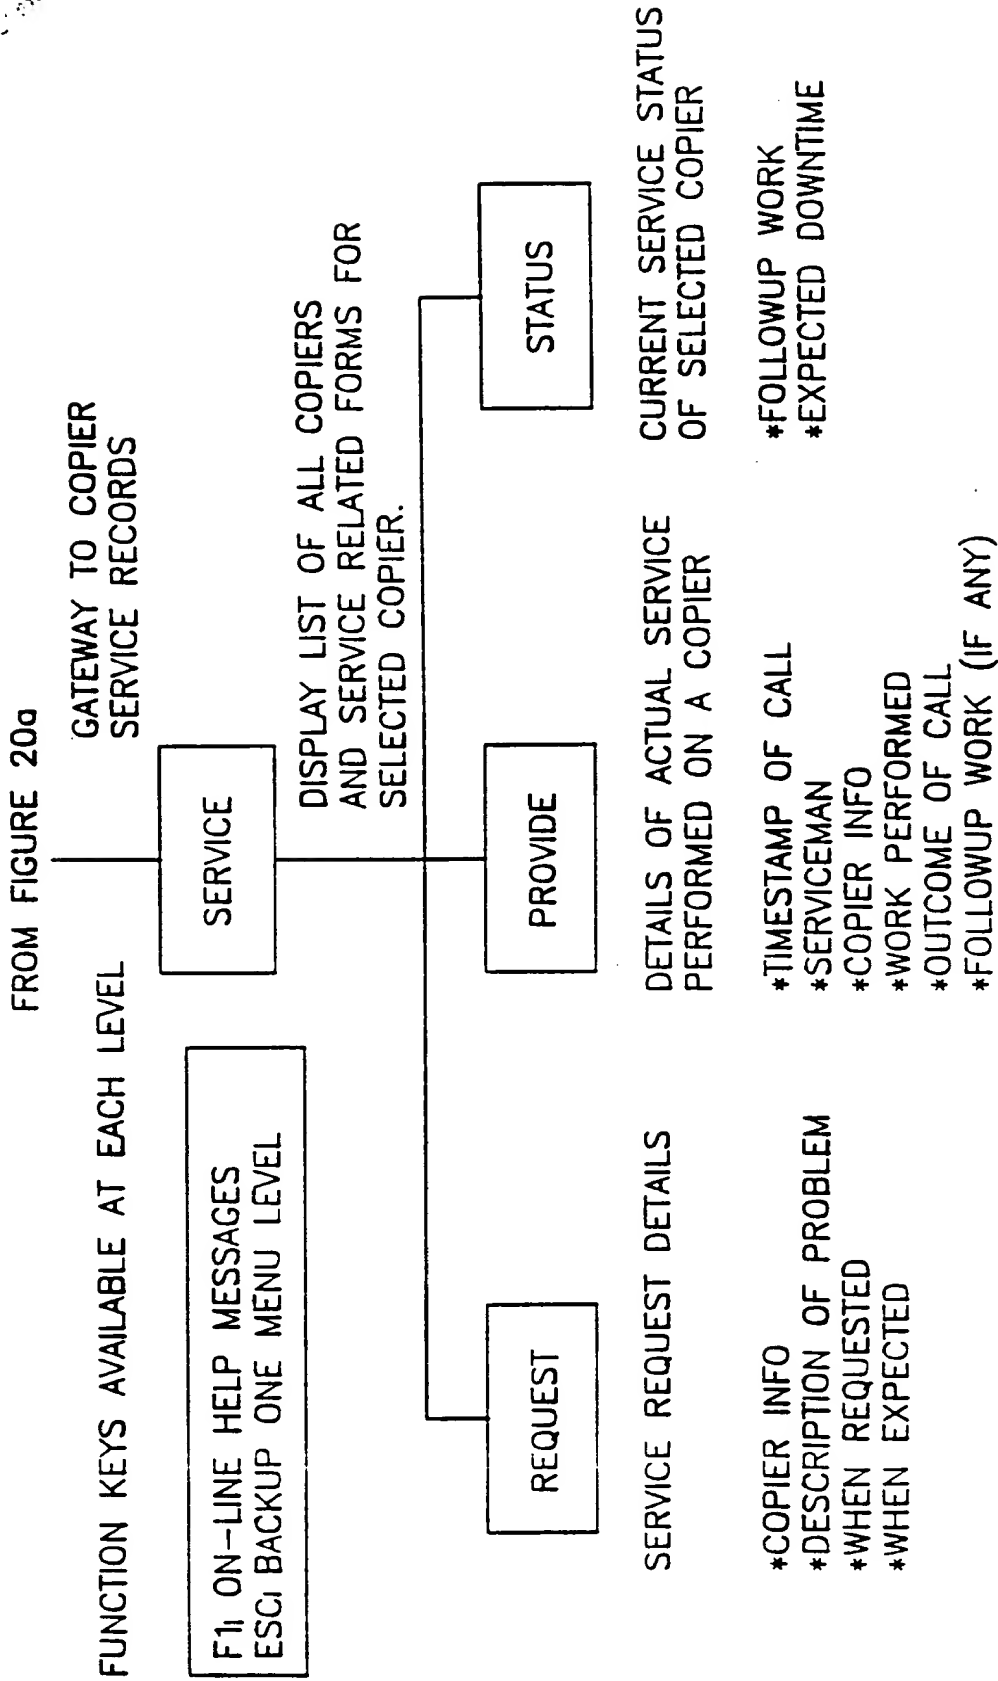 FROM FIGURE 20a
FUNCTION KEYS AVAILABLE AT EACH LEVEL
GATEWAY TO COPIER
SERVICE RECORDS
F1: ON-LINE HELP MESSAGES
ESC: BACKUP ONE MENU LEVEL
SERVICE
DISPLAY LIST OF ALL COPIERS
AND SERVICE RELATED FORMS FOR
SELECTED COPIER.
REQUEST
SERVICE REQUEST DETAILS
*COPIER INFO
*DESCRIPTION OF PROBLEM
*WHEN REQUESTED
*WHEN EXPECTED
PROVIDE
DETAILS OF ACTUAL SERVICE
PERFORMED ON A COPIER
*TIMESTAMP OF CALL
*SERVICEMAN
*COPIER INFO
*WORK PERFORMED
*OUTCOME OF CALL
*FOLLOWUP WORK (IF ANY)
STATUS
CURRENT SERVICE STATUS
OF SELECTED COPIER
*FOLLOWUP WORK
*EXPECTED DOWNTIME